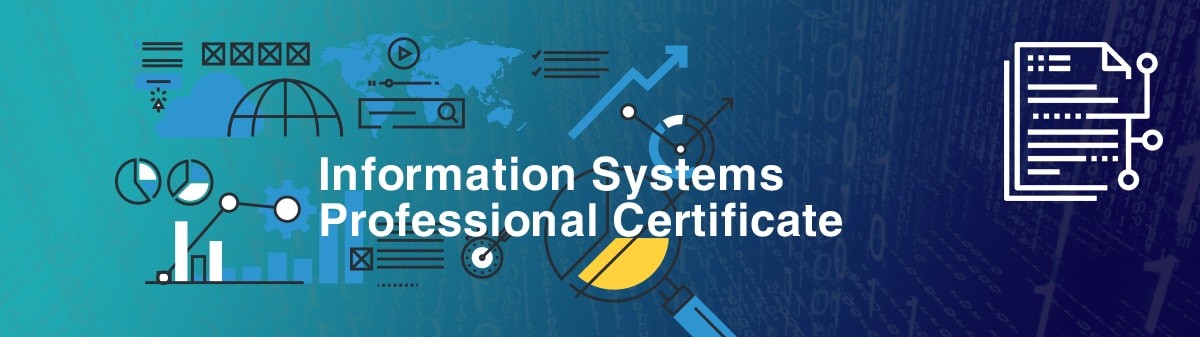 Information Systems
Professional Certificate